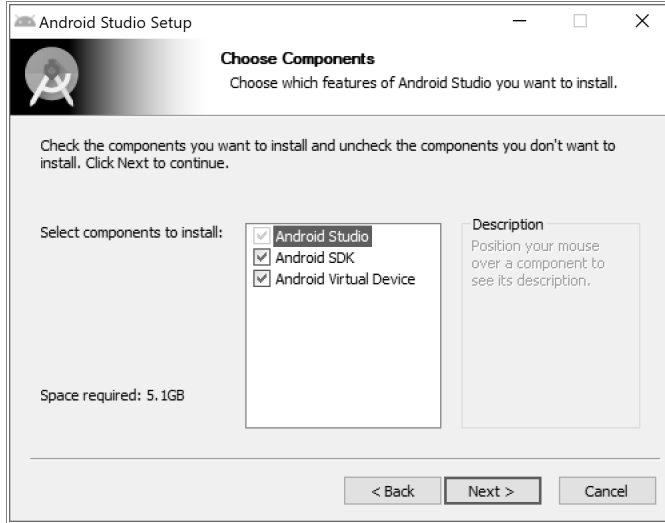 Android Studio Setup
Choose Components
Choose which features of Android Studio you want to install.
Check the components you want to install and uncheck the components you don't want to
install. Click Next to continue.
Select components to install:
Android Studio
Android SDK
Android Virtual Device
Description
Position your mouse
over a component to
see its description.
Space required: 5.1GB
< Back
Next >
Cancel